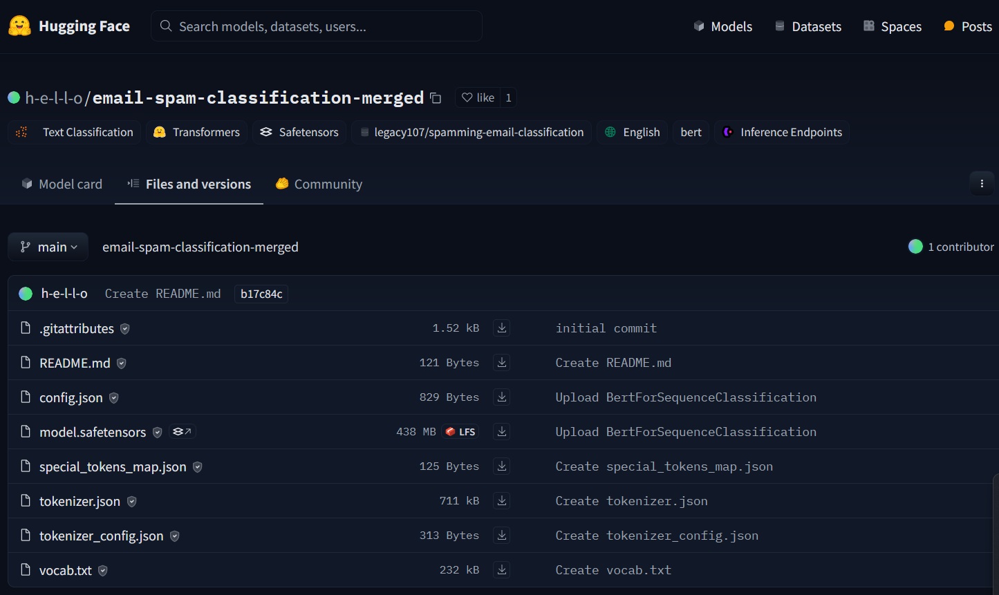 Hugging Face
Search models, datasets, users...
Models
Datasets
Spaces
Posts
h-e-l-l-o/email-spam-classification-merged
like 1
Text Classification
Transformers
Safetensors
legacy107/spamming-email-classification
English
bert
Inference Endpoints
Model card
Files and versions
Community
main
email-spam-classification-merged
1 contributor
h-e-l-l-o Create README.md b17c84c
.gitattributes 1.52 kB initial commit
README.md 121 Bytes Create README.md
config.json 829 Bytes Upload BertForSequenceClassification
model.safetensors 438 MB LFS Upload BertForSequenceClassification
special_tokens_map.json 125 Bytes Create special_tokens_map.json
tokenizer.json 711 kB Create tokenizer.json
tokenizer_config.json 313 Bytes Create tokenizer_config.json
vocab.txt 232 kB Create vocab.txt